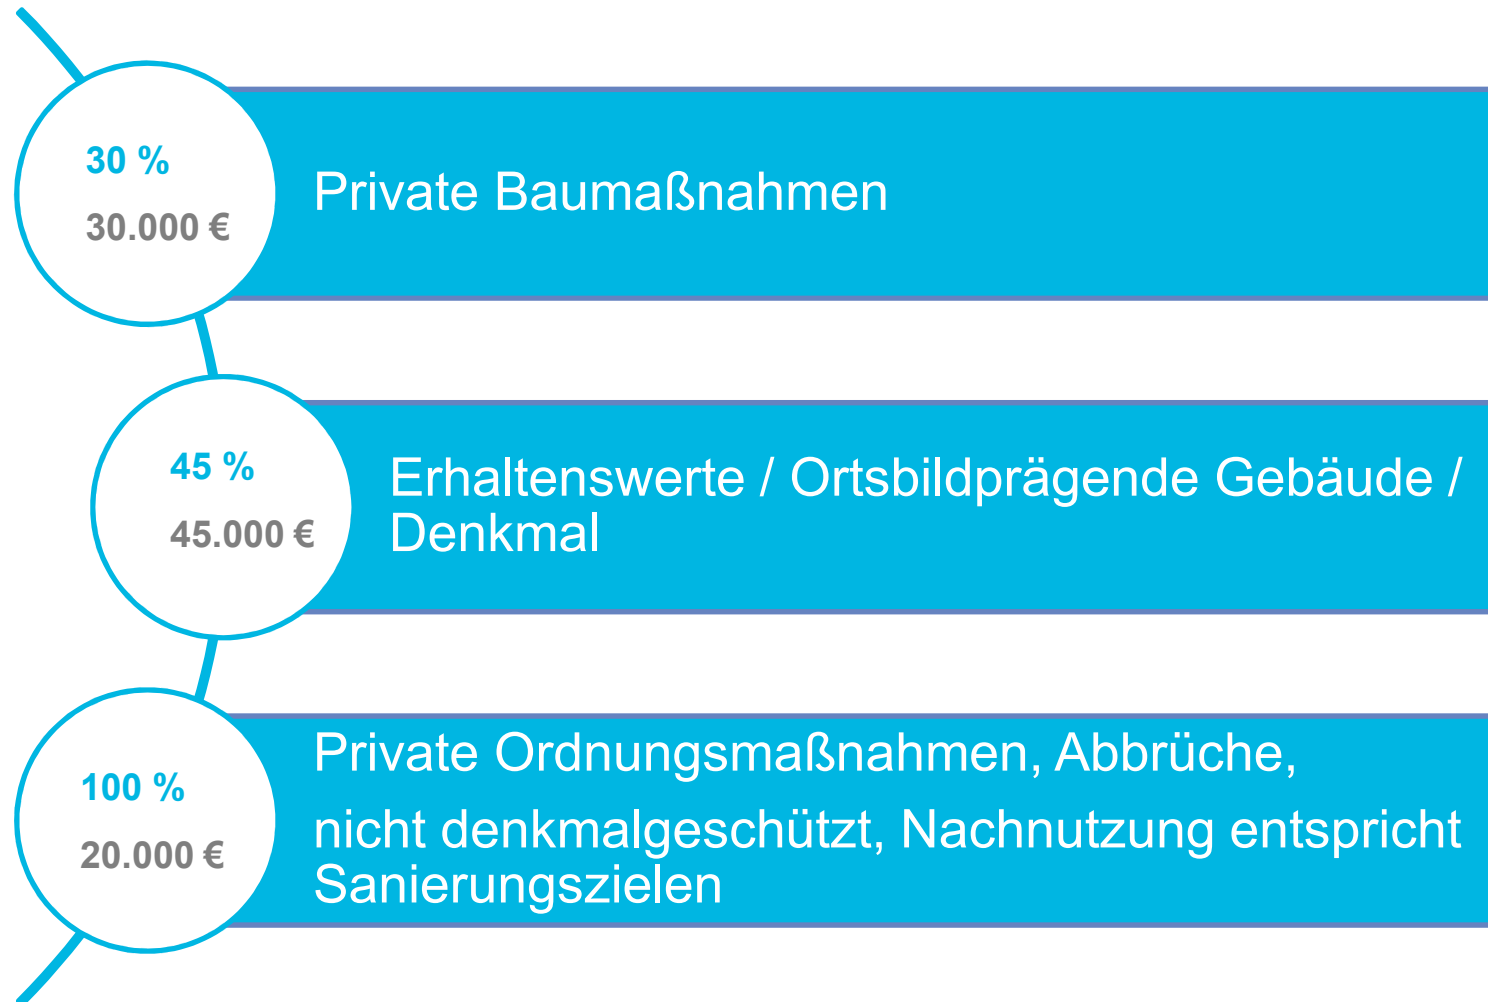 30 %
30.000 €
Private Baumaßnahmen
45 %
45.000 €
Erhaltenswerte / Ortsbildprägende Gebäude /
Denkmal
100 %
20.000 €
Private Ordnungsmaßnahmen, Abbrüche,
nicht denkmalgeschützt, Nachnutzung entspricht
Sanierungszielen